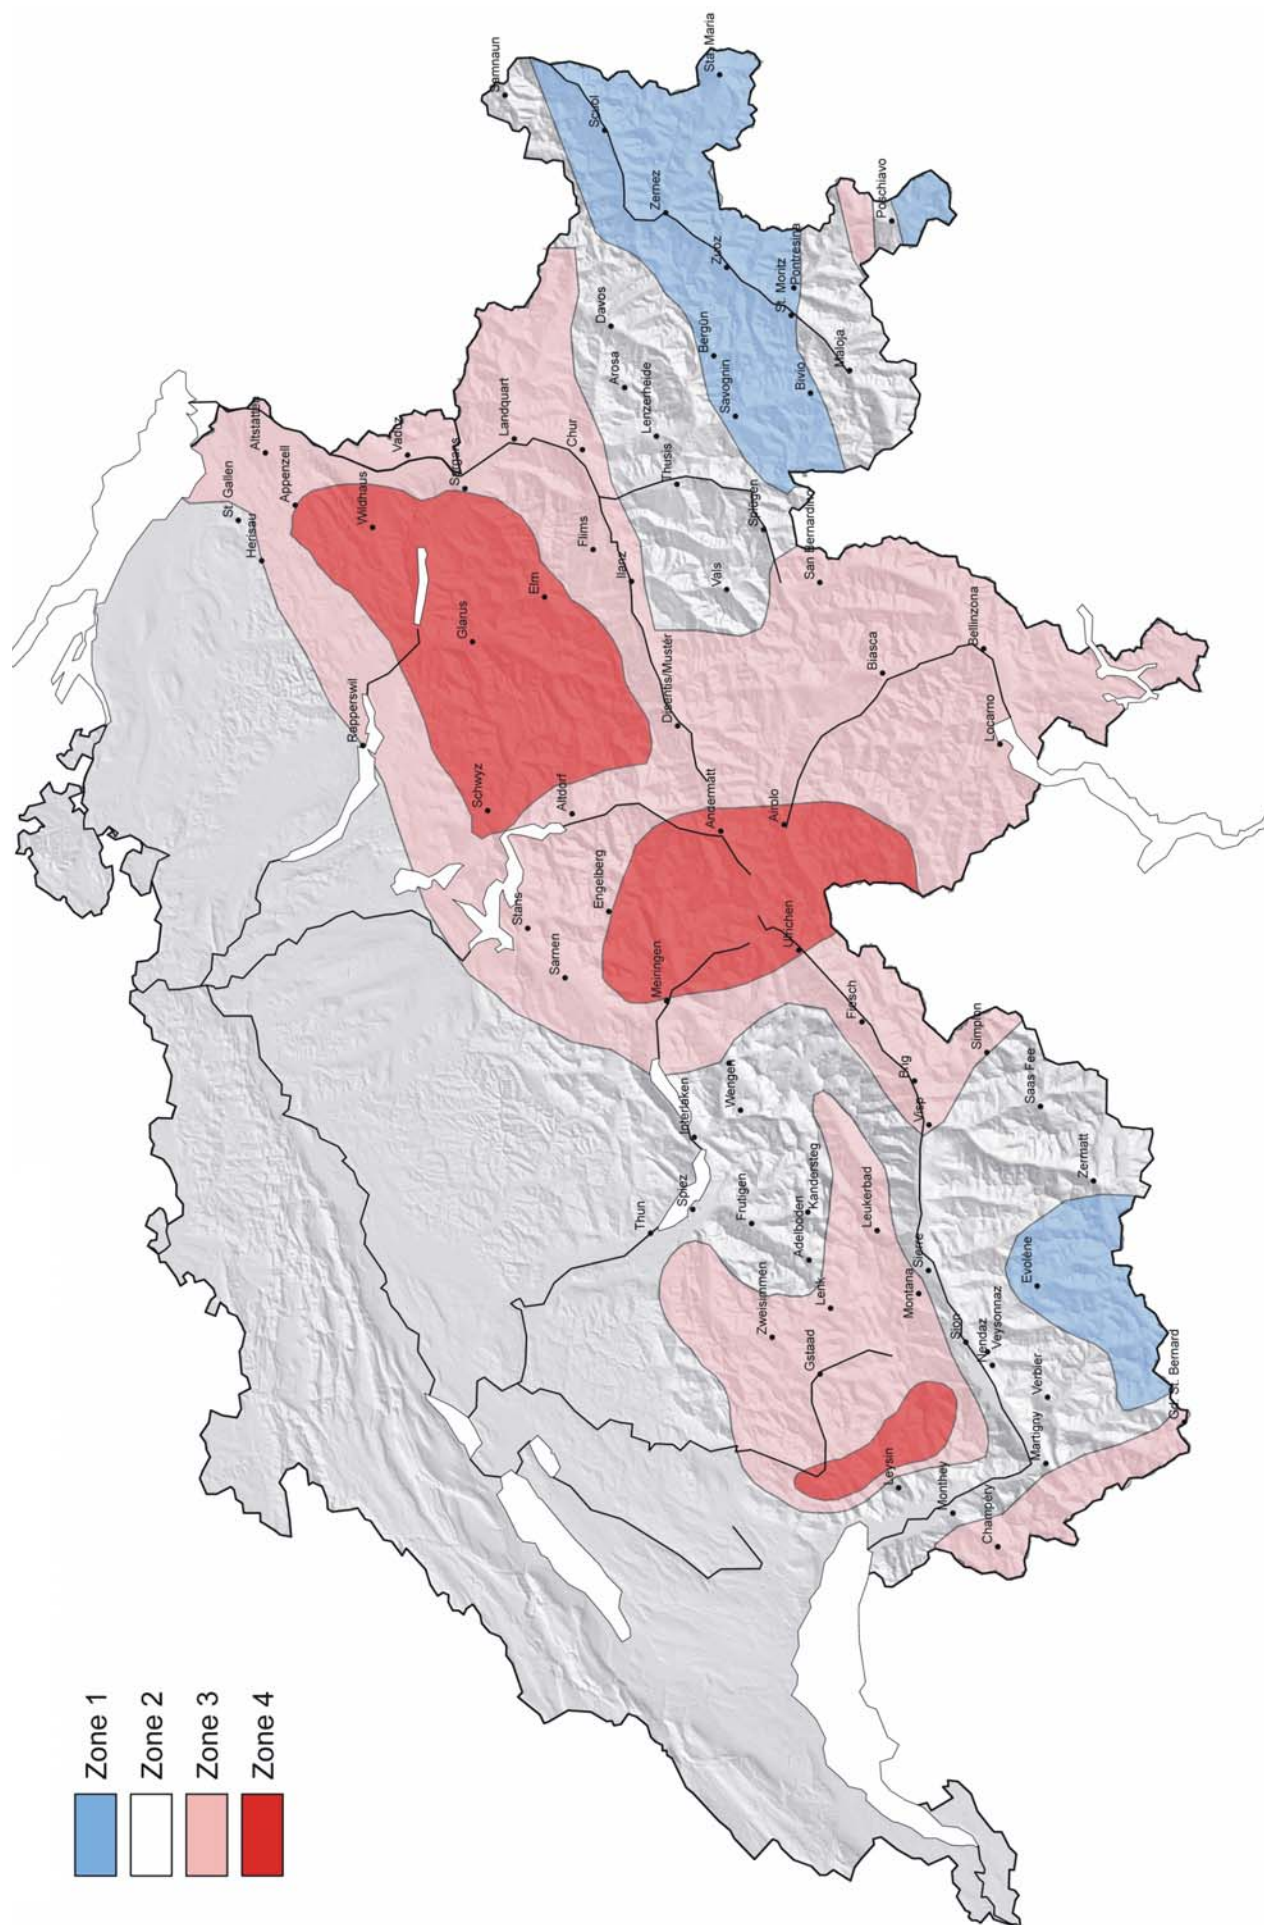 Zone 1
Zone 2
Zone 3
Zone 4
St. Gallen
Herisau
Altstätten
Appenzell
Wildhaus
Vaduz
Sargans
Rapperswil
Glarus
Elm
Landquart
Schwyz
Chur
Flims
Ilanz
Altdorf
Stans
Sarnen
Engelberg
Samnaun
Scuol
Sta. Maria
Zernez
Zuoz
Davos
Arosa
Lenzerheide
Thusis
Bergün
Savognin
St. Moritz
Pontresina
Bivio
Maloja
Poschiavo
Splügen
Vals
San Bernardino
Disentis/Mustér
Andermatt
Airolo
Biasca
Bellinzona
Locarno
Meiringen
Ulrichen
Fiesch
Brig
Visp
Simplon
Saas Fee
Zermatt
Thun
Spiez
Interlaken
Wengen
Frutigen
Adelboden
Kandersteg
Leukerbad
Zweisimmen
Lenk
Gstaad
Montana
Sierre
Sion
Nendaz
Veysonnaz
Evolène
Verbier
Martigny
Gd. St. Bernard
Leysin
Monthey
Champéry